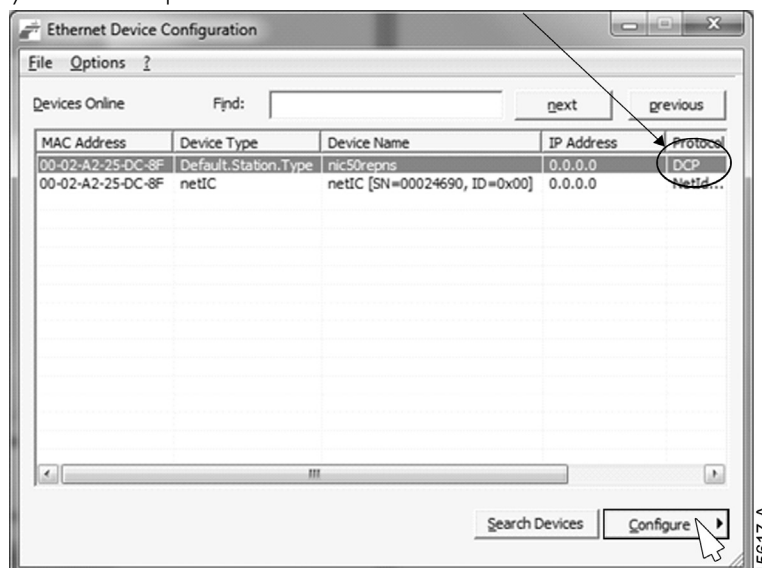 Ethernet Device Configuration
File Options ?
Devices Online Find: next previous
MAC Address Device Type Device Name IP Address Protocol
00-02-A2-25-DC-8F Default.Station.Type nic50repns 0.0.0.0 DCP
00-02-A2-25-DC-8F netIC netIC [SN=00024690, ID=0x00] 0.0.0.0 NetId...
Search Devices Configure